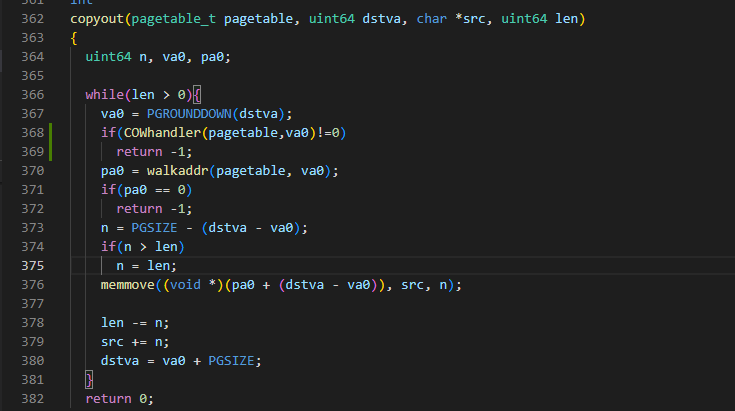 361 int
362 copyout(pagetable_t pagetable, uint64 dstva, char *src, uint64 len)
363 {
364   uint64 n, va0, pa0;
365
366   while(len > 0){
367     va0 = PGROUNDDOWN(dstva);
368     if(COWhandler(pagetable,va0)!=0)
369       return -1;
370     pa0 = walkaddr(pagetable, va0);
371     if(pa0 == 0)
372       return -1;
373     n = PGSIZE - (dstva - va0);
374     if(n > len)
375       n = len;
376     memmove((void *)(pa0 + (dstva - va0)), src, n);
377
378     len -= n;
379     src += n;
380     dstva = va0 + PGSIZE;
381   }
382   return 0;